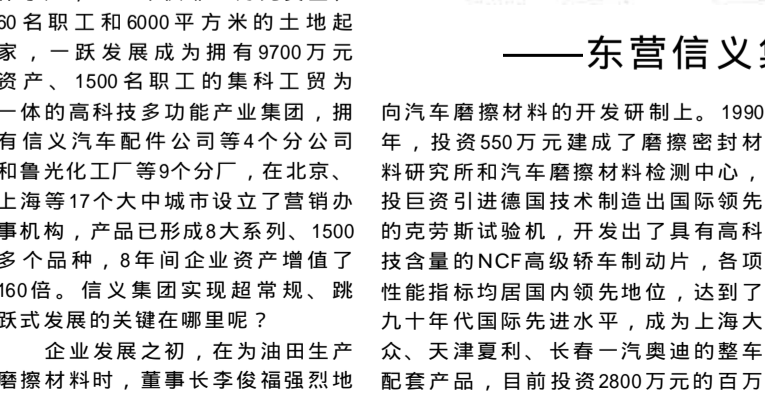 60名职工和6000平方米的土地起
家，一跃发展成为拥有9700万元
资产、1500名职工的集科工贸为
一体的高科技多功能产业集团，拥
有信义汽车配件公司等4个分公司
和鲁光化工厂等9个分厂，在北京、
上海等17个大中城市设立了营销办
事机构，产品已形成8大系列、1500
多个品种，8年间企业资产增值了
160倍。信义集团实现超常规、跳
跃式发展的关键在哪里呢？
企业发展之初，在为油田生产
磨擦材料时，董事长李俊福强烈地
——东营信义
向汽车磨擦材料的开发研制上。1990
年，投资550万元建成了磨擦密封材
料研究所和汽车磨擦材料检测中心，
投巨资引进德国技术制造出国际领先
的克劳斯试验机，开发出了具有高科
技含量的NCF高级轿车制动片，各项
性能指标均居国内领先地位，达到了
九十年代国际先进水平，成为上海大
众、天津夏利、长春一汽奥迪的整车
配套产品，目前投资2800万元的百万